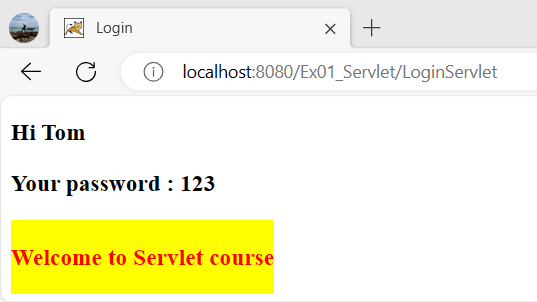 Login
localhost:8080/Ex01_Servlet/LoginServlet
Hi Tom
Your password : 123
Welcome to Servlet course